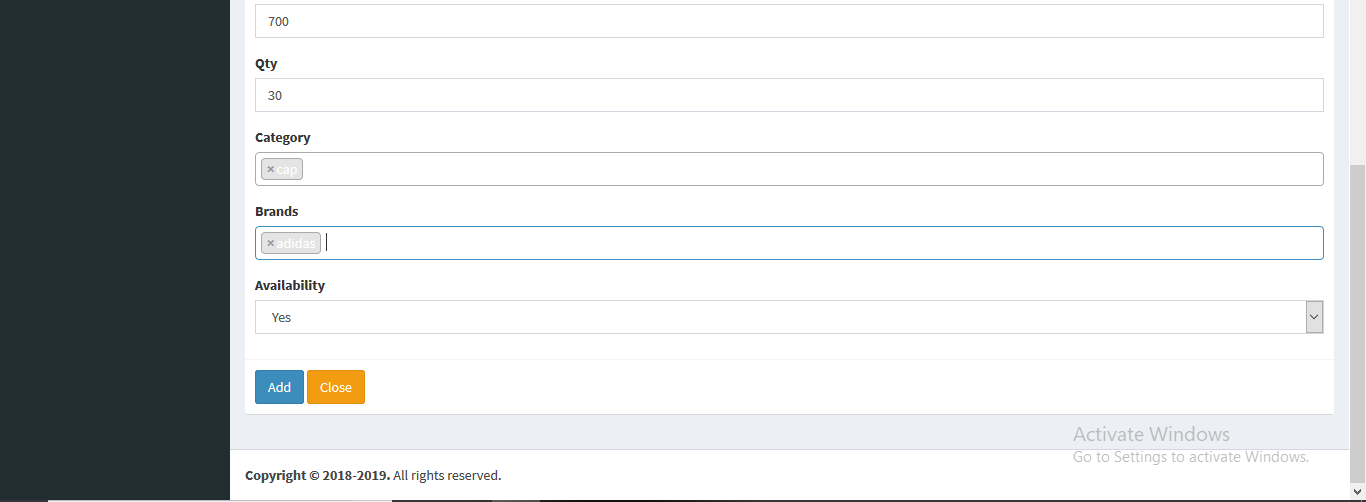 700
Qty
30
Category
× cap
Brands
× adidas
Availability
Yes
Add Close
Activate Windows
Go to Settings to activate Windows.
Copyright © 2018-2019. All rights reserved.